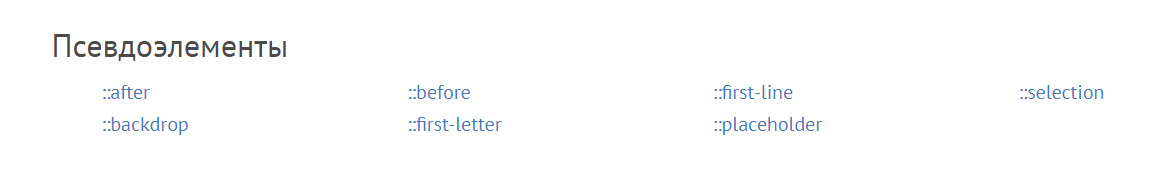 Псевдоэлементы
::after ::before ::first-line ::selection
::backdrop ::first-letter ::placeholder